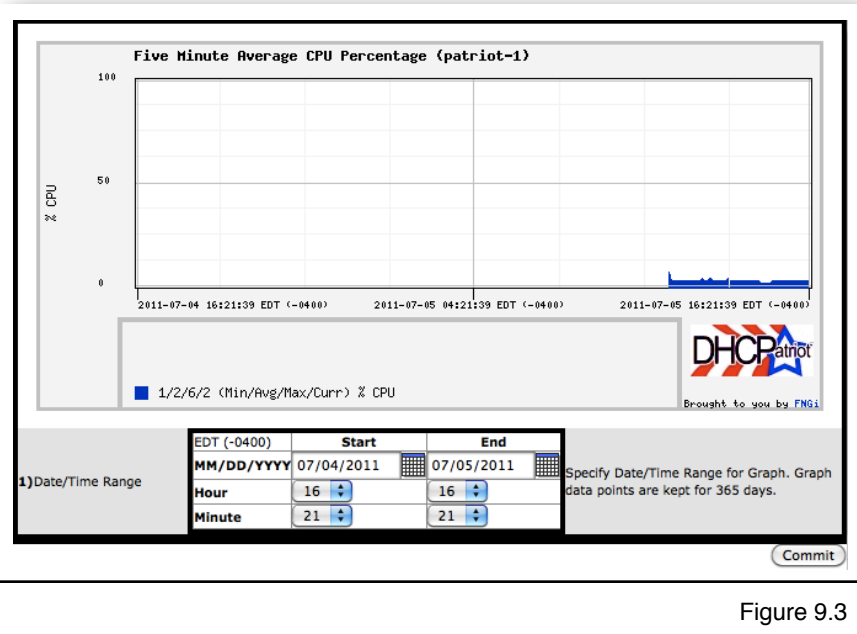 Five Minute Average CPU Percentage (patriot-1)
100
50
0
% CPU
2011-07-04 16:21:39 EDT (-0400) 2011-07-05 04:21:39 EDT (-0400) 2011-07-05 16:21:39 EDT (-0400)
1/2/6/2 (Min/Avg/Max/Curr) % CPU
DHCPatriot
Brought to you by FNGi
EDT (-0400) Start End
MM/DD/YYYY 07/04/2011 07/05/2011
Hour 16 16
Minute 21 21
1)Date/Time Range
Specify Date/Time Range for Graph. Graph
data points are kept for 365 days.
Commit
Figure 9.3